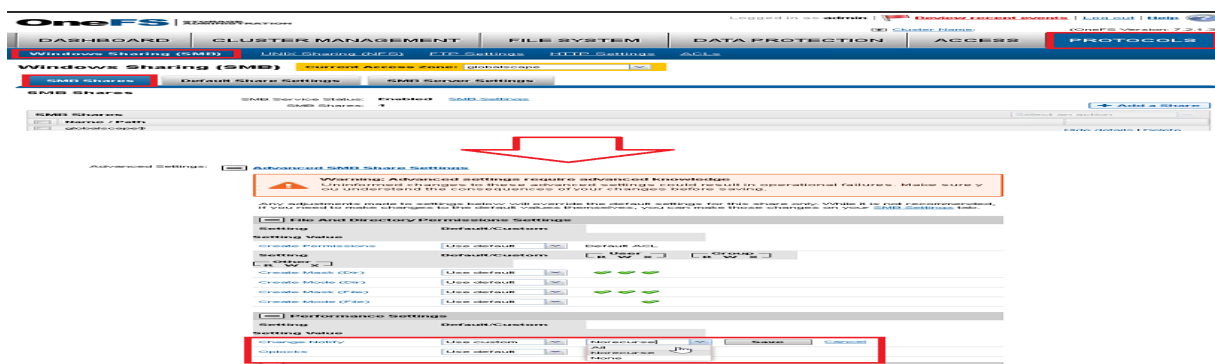 OneFS | STORAGE ADMINISTRATION
Logged in as admin | Review recent events | Log out | Help
Cluster Name: (OneFS Version: 7.2.1.3
DASHBOARD CLUSTER MANAGEMENT FILE SYSTEM DATA PROTECTION ACCESS PROTOCOLS
Windows Sharing (SMB) UNIX Sharing (NFS) FTP Settings HTTP Settings ACLs
Windows Sharing (SMB) Current Access Zone: globalscape
SMB Shares Default Share Settings SMB Server Settings
SMB Shares
SMB Service Status: Enabled SMB Settings
SMB Shares: 1
+ Add a Share
SMB Shares Select an action
Name / Path
globalscape$ Hide details | Delete
Advanced Settings: Advanced SMB Share Settings
Warning: Advanced settings require advanced knowledge
Uninformed changes to these advanced settings could result in operational failures. Make sure y
ou understand the consequences of your changes before saving.
Any adjustments made to settings below will override the default settings for this share only. While it is not recommended,
if you need to make changes to the default values themselves, you can make those changes on your SMB Settings tab.
File And Directory Permissions Settings
Setting Default/Custom
Setting Value
Create Permissions Use default Default ACL
Setting Default/Custom User Group
R W X R W X
Other
R W X
Create Mask (Dir) Use default
Create Mode (Dir) Use default
Create Mask (File) Use default
Create Mode (File) Use default
Performance Settings
Setting Default/Custom
Setting Value
Change Notify Use custom Norecurse Save Cancel
All
Oplocks Use default Norecurse
None